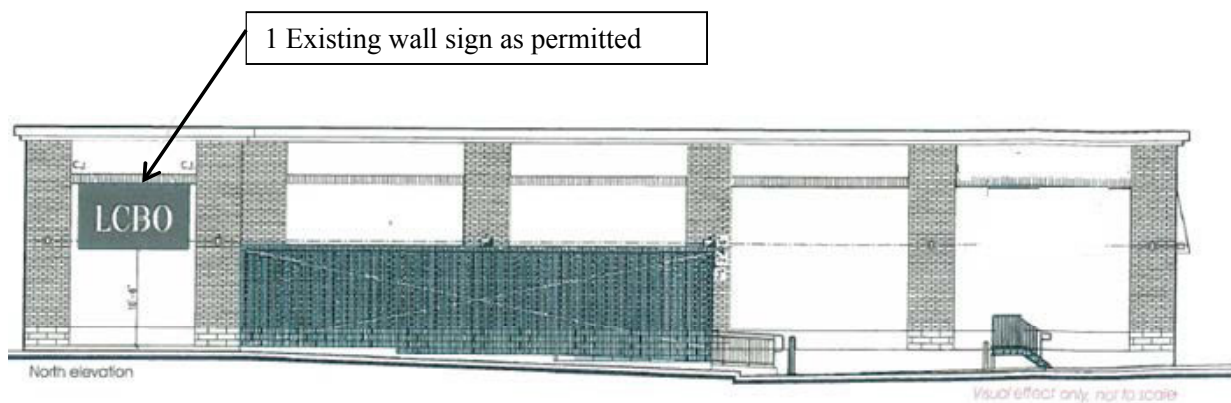 1 Existing wall sign as permitted
C.J. C.J.
LCBO
North elevation
Visual effect only, not to scale